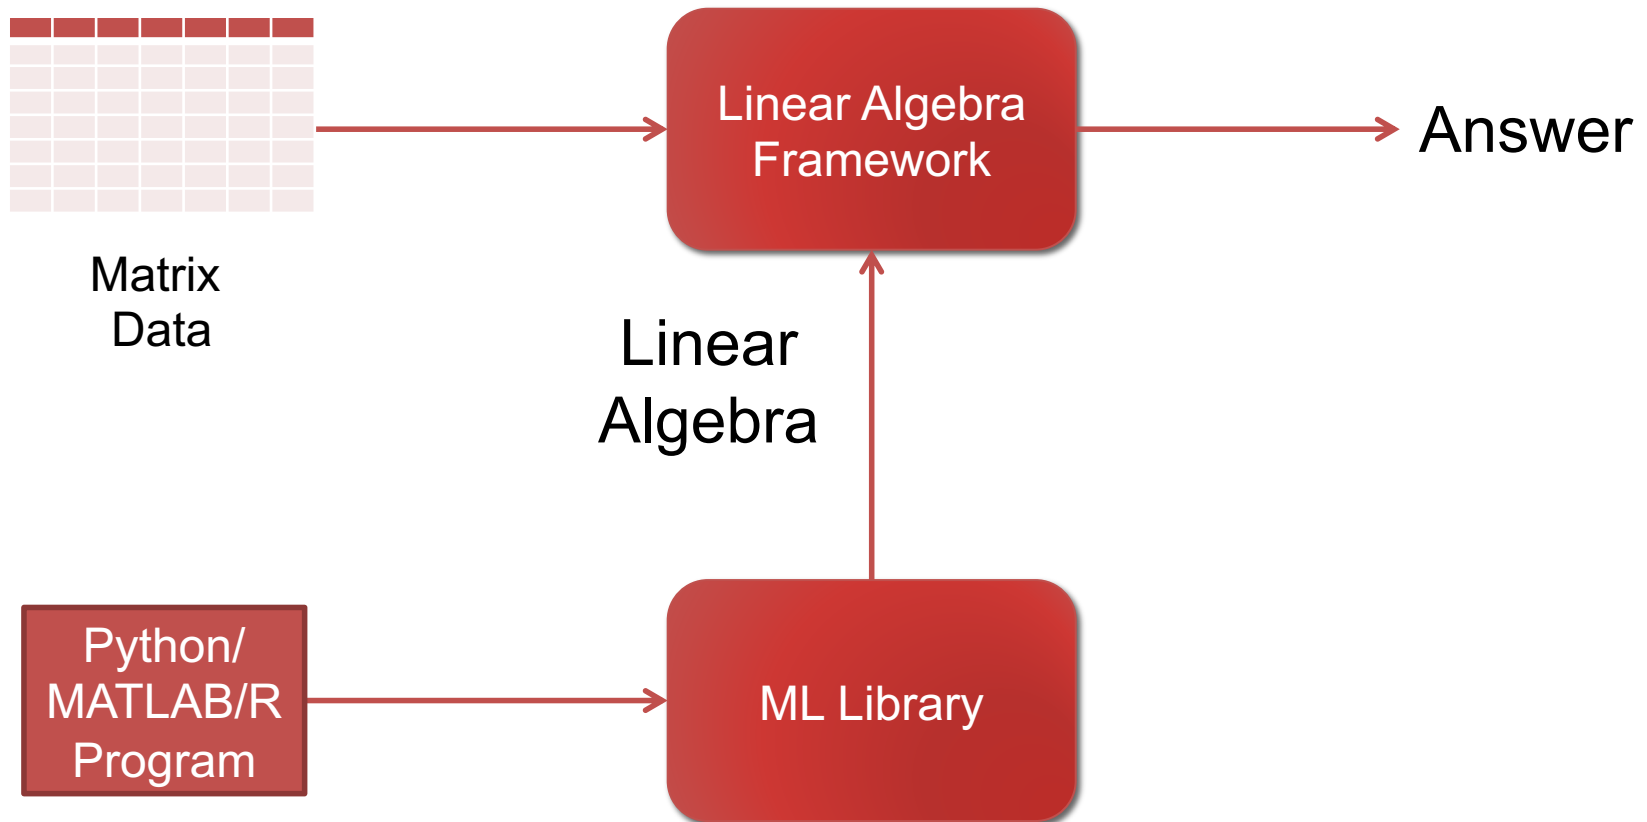 Linear Algebra
Framework
Answer
Matrix
Data
Linear
Algebra
Python/
MATLAB/R
Program
ML Library